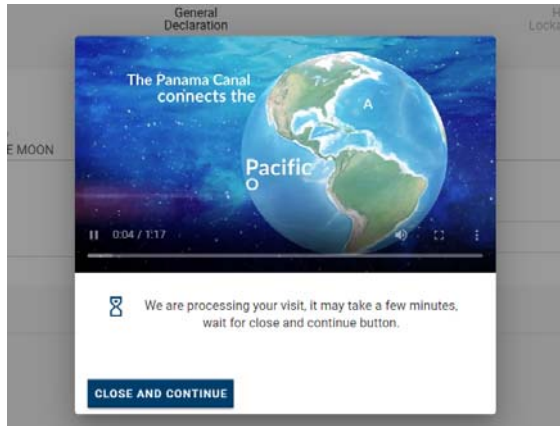 General
Declaration
H
Locka
E MOON
The Panama Canal
connects the
A
Pacific
O
0:04 / 1:17
We are processing your visit, it may take a few minutes,
wait for close and continue button.
CLOSE AND CONTINUE